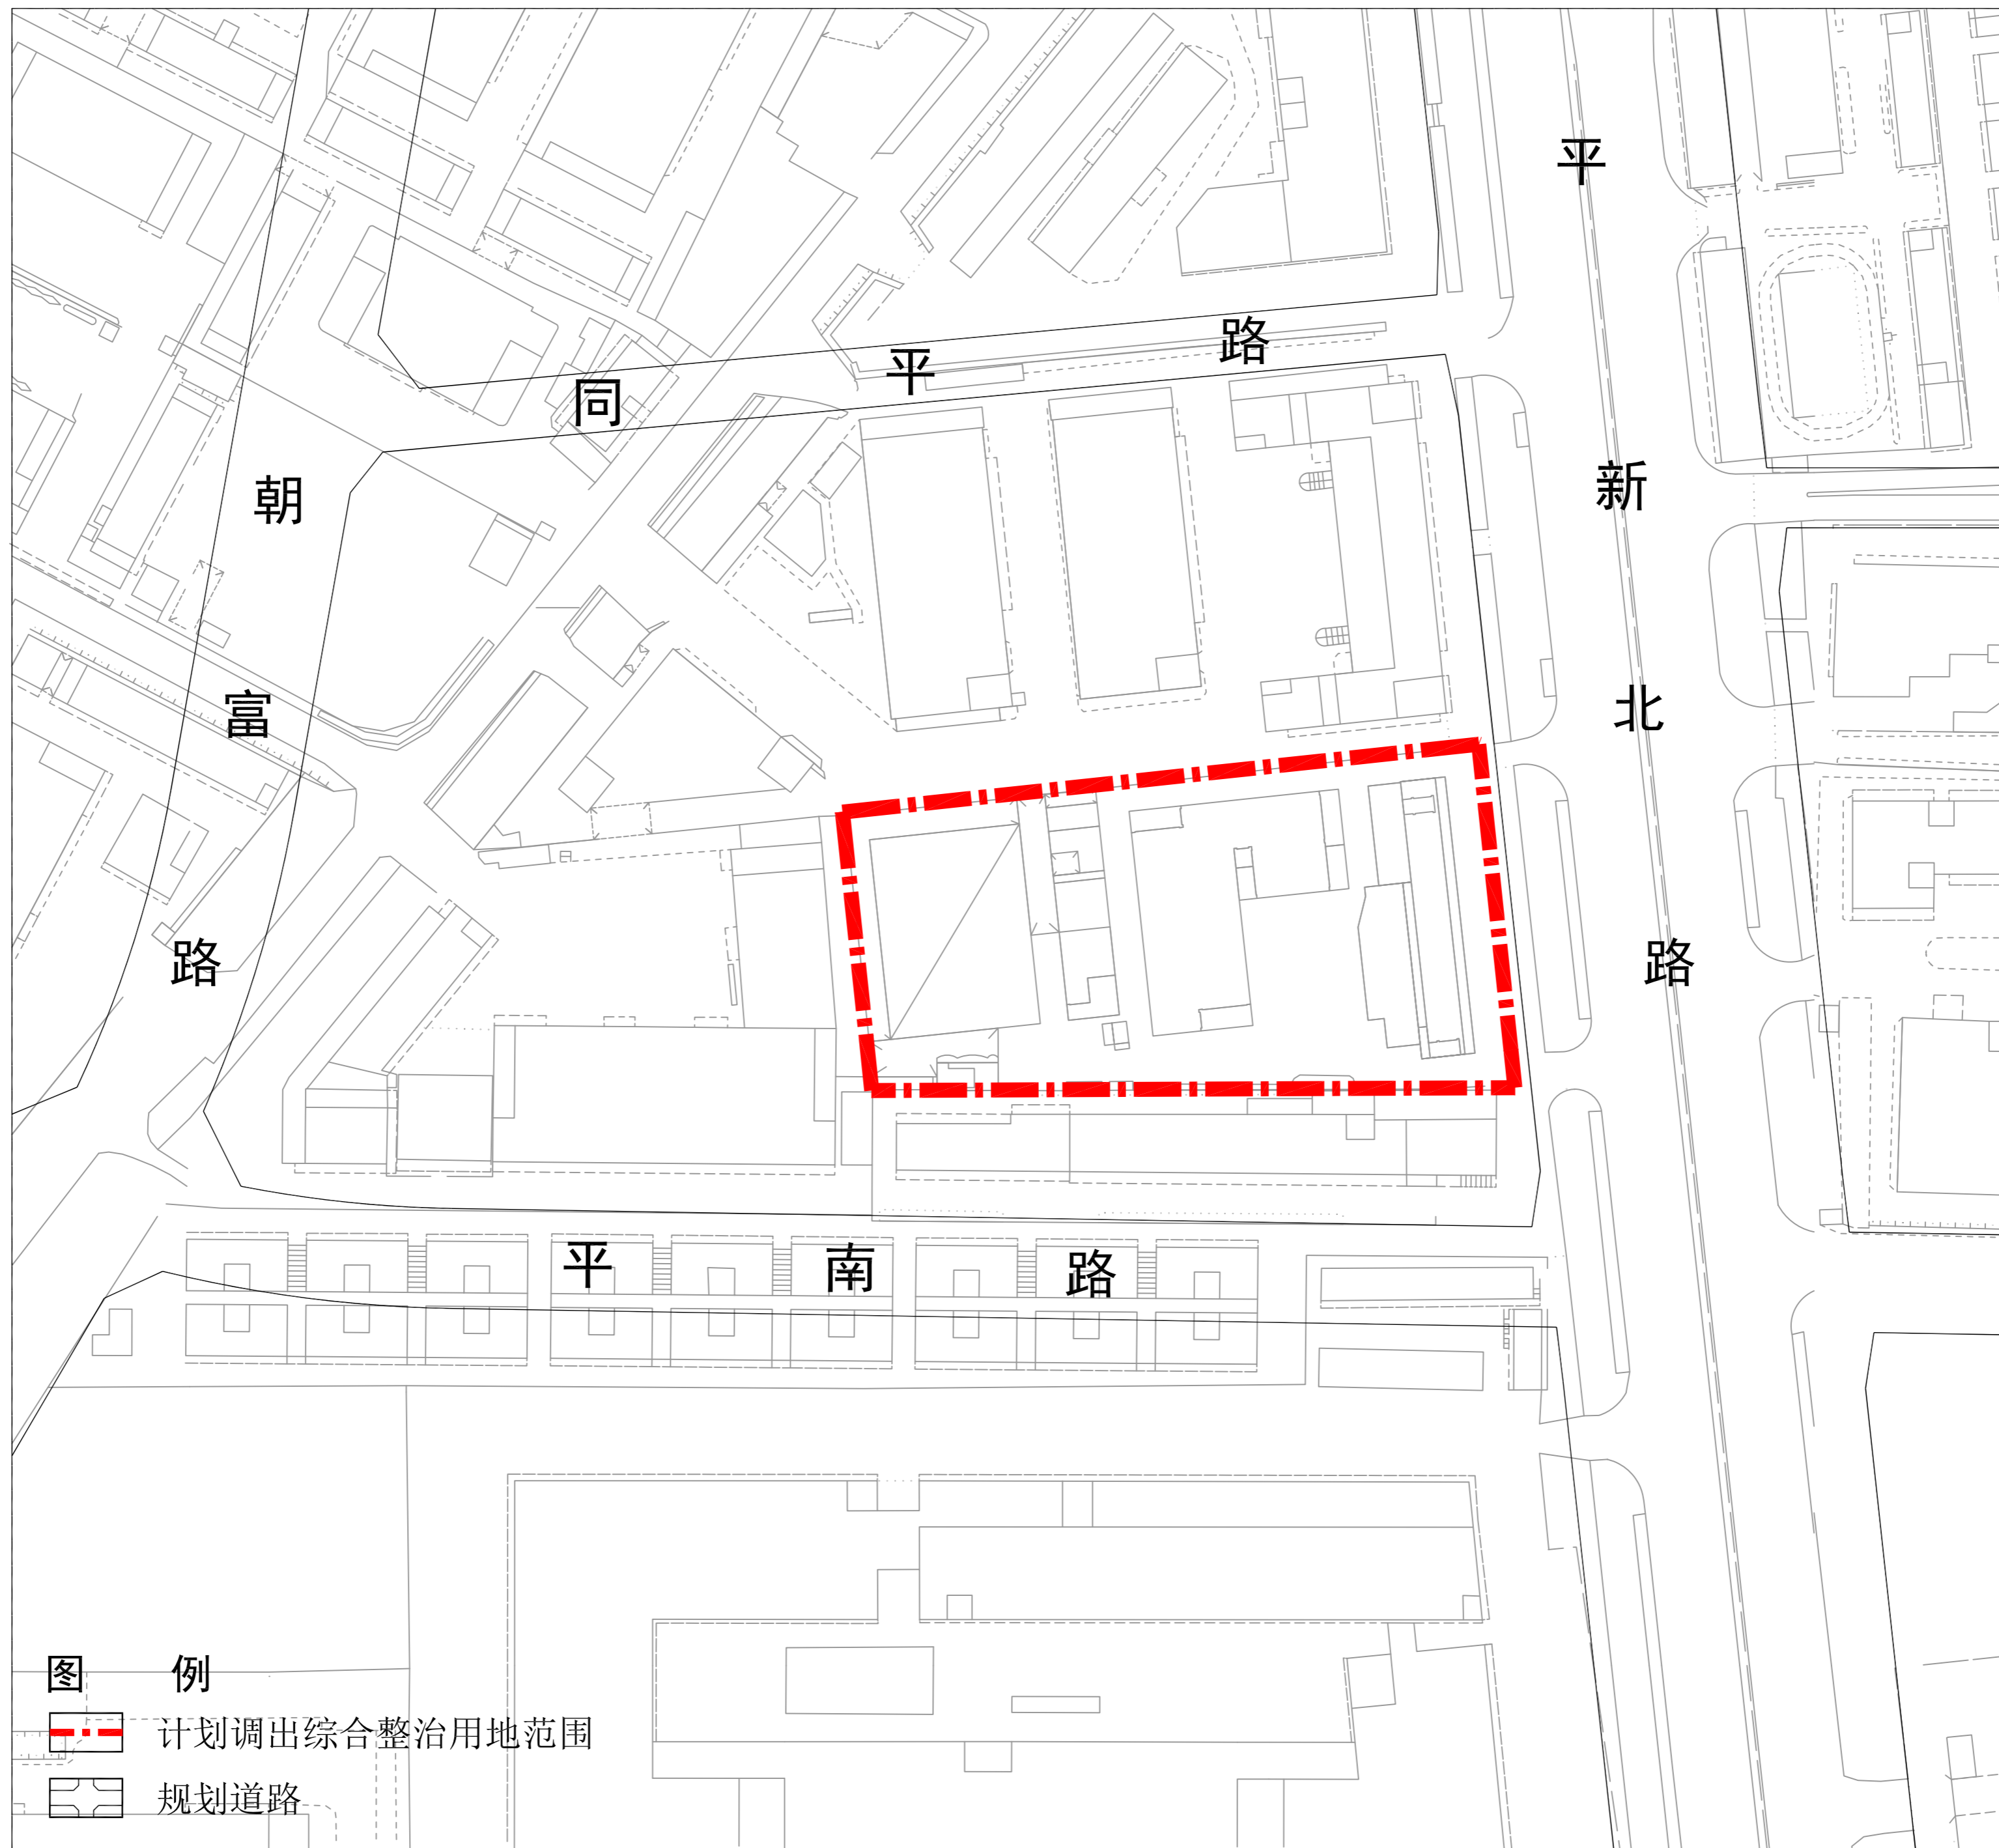 同平路
平新北路
朝富路
平南路
图例
计划调出综合整治用地范围
规划道路